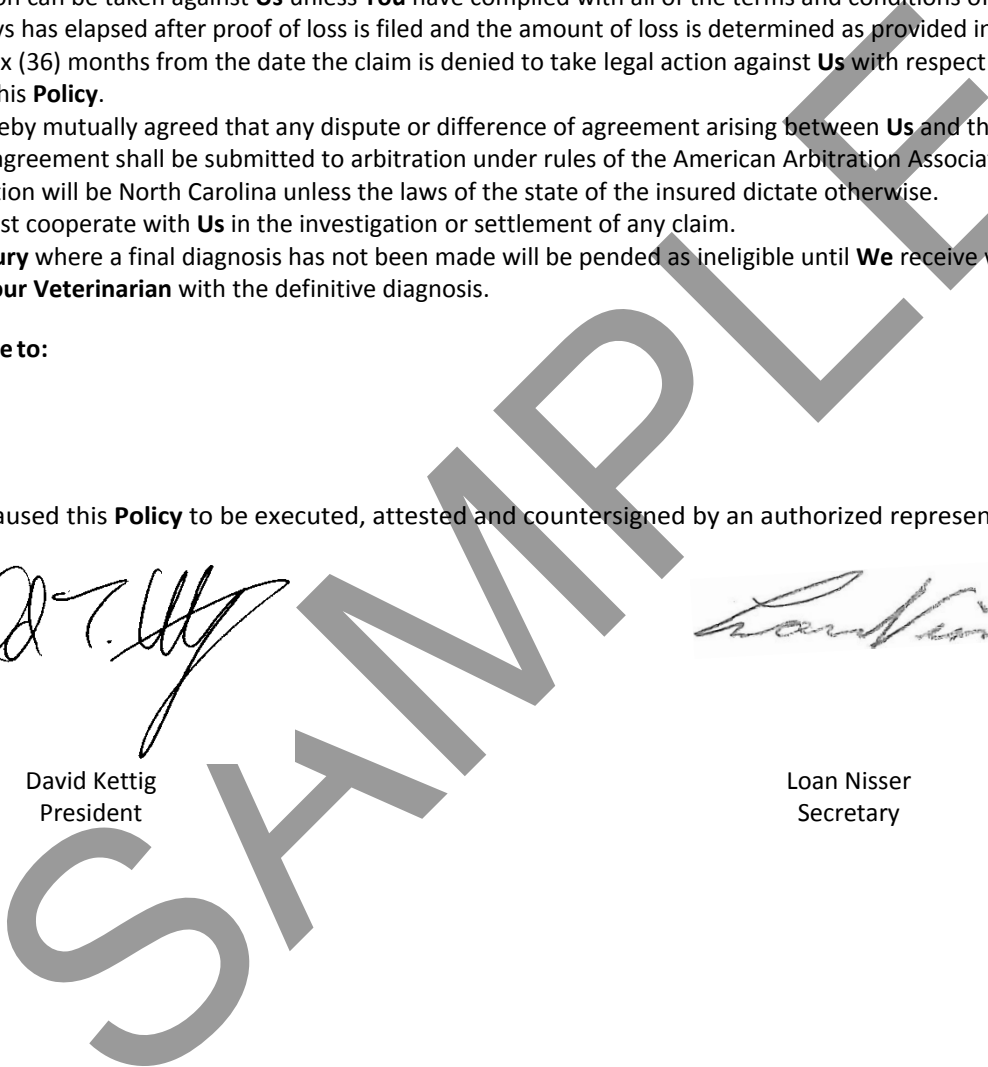 on can be taken against Us unless You have complied with all of the terms and conditions of
ys has elapsed after proof of loss is filed and the amount of loss is determined as provided in
x (36) months from the date the claim is denied to take legal action against Us with respect
his Policy.
eby mutually agreed that any dispute or difference of agreement arising between Us and th
agreement shall be submitted to arbitration under rules of the American Arbitration Associa
tion will be North Carolina unless the laws of the state of the insured dictate otherwise.
st cooperate with Us in the investigation or settlement of any claim.
ury where a final diagnosis has not been made will be pended as ineligible until We receive
our Veterinarian with the definitive diagnosis.
e to:
aused this Policy to be executed, attested and countersigned by an authorized represen
David Kettig
President
Loan Nisser
Secretary
SAMPLE